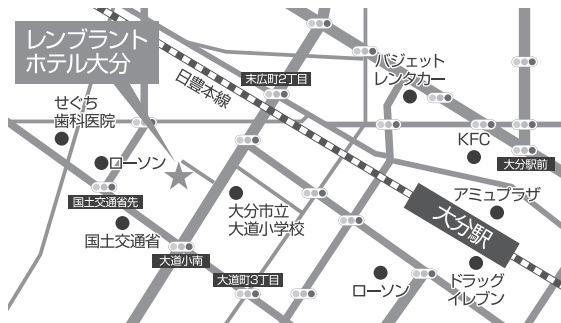 レンブラント
ホテル大分
日豊本線
末広町2丁目
バジェット
レンタカー
せぐち
歯科医院
KFC
大分駅前
ローソン
国土交通省先
アミュプラザ
大分市立
大道小学校
大分駅
国土交通省
大道小南
大道町3丁目
ローソン
ドラッグ
イレブン